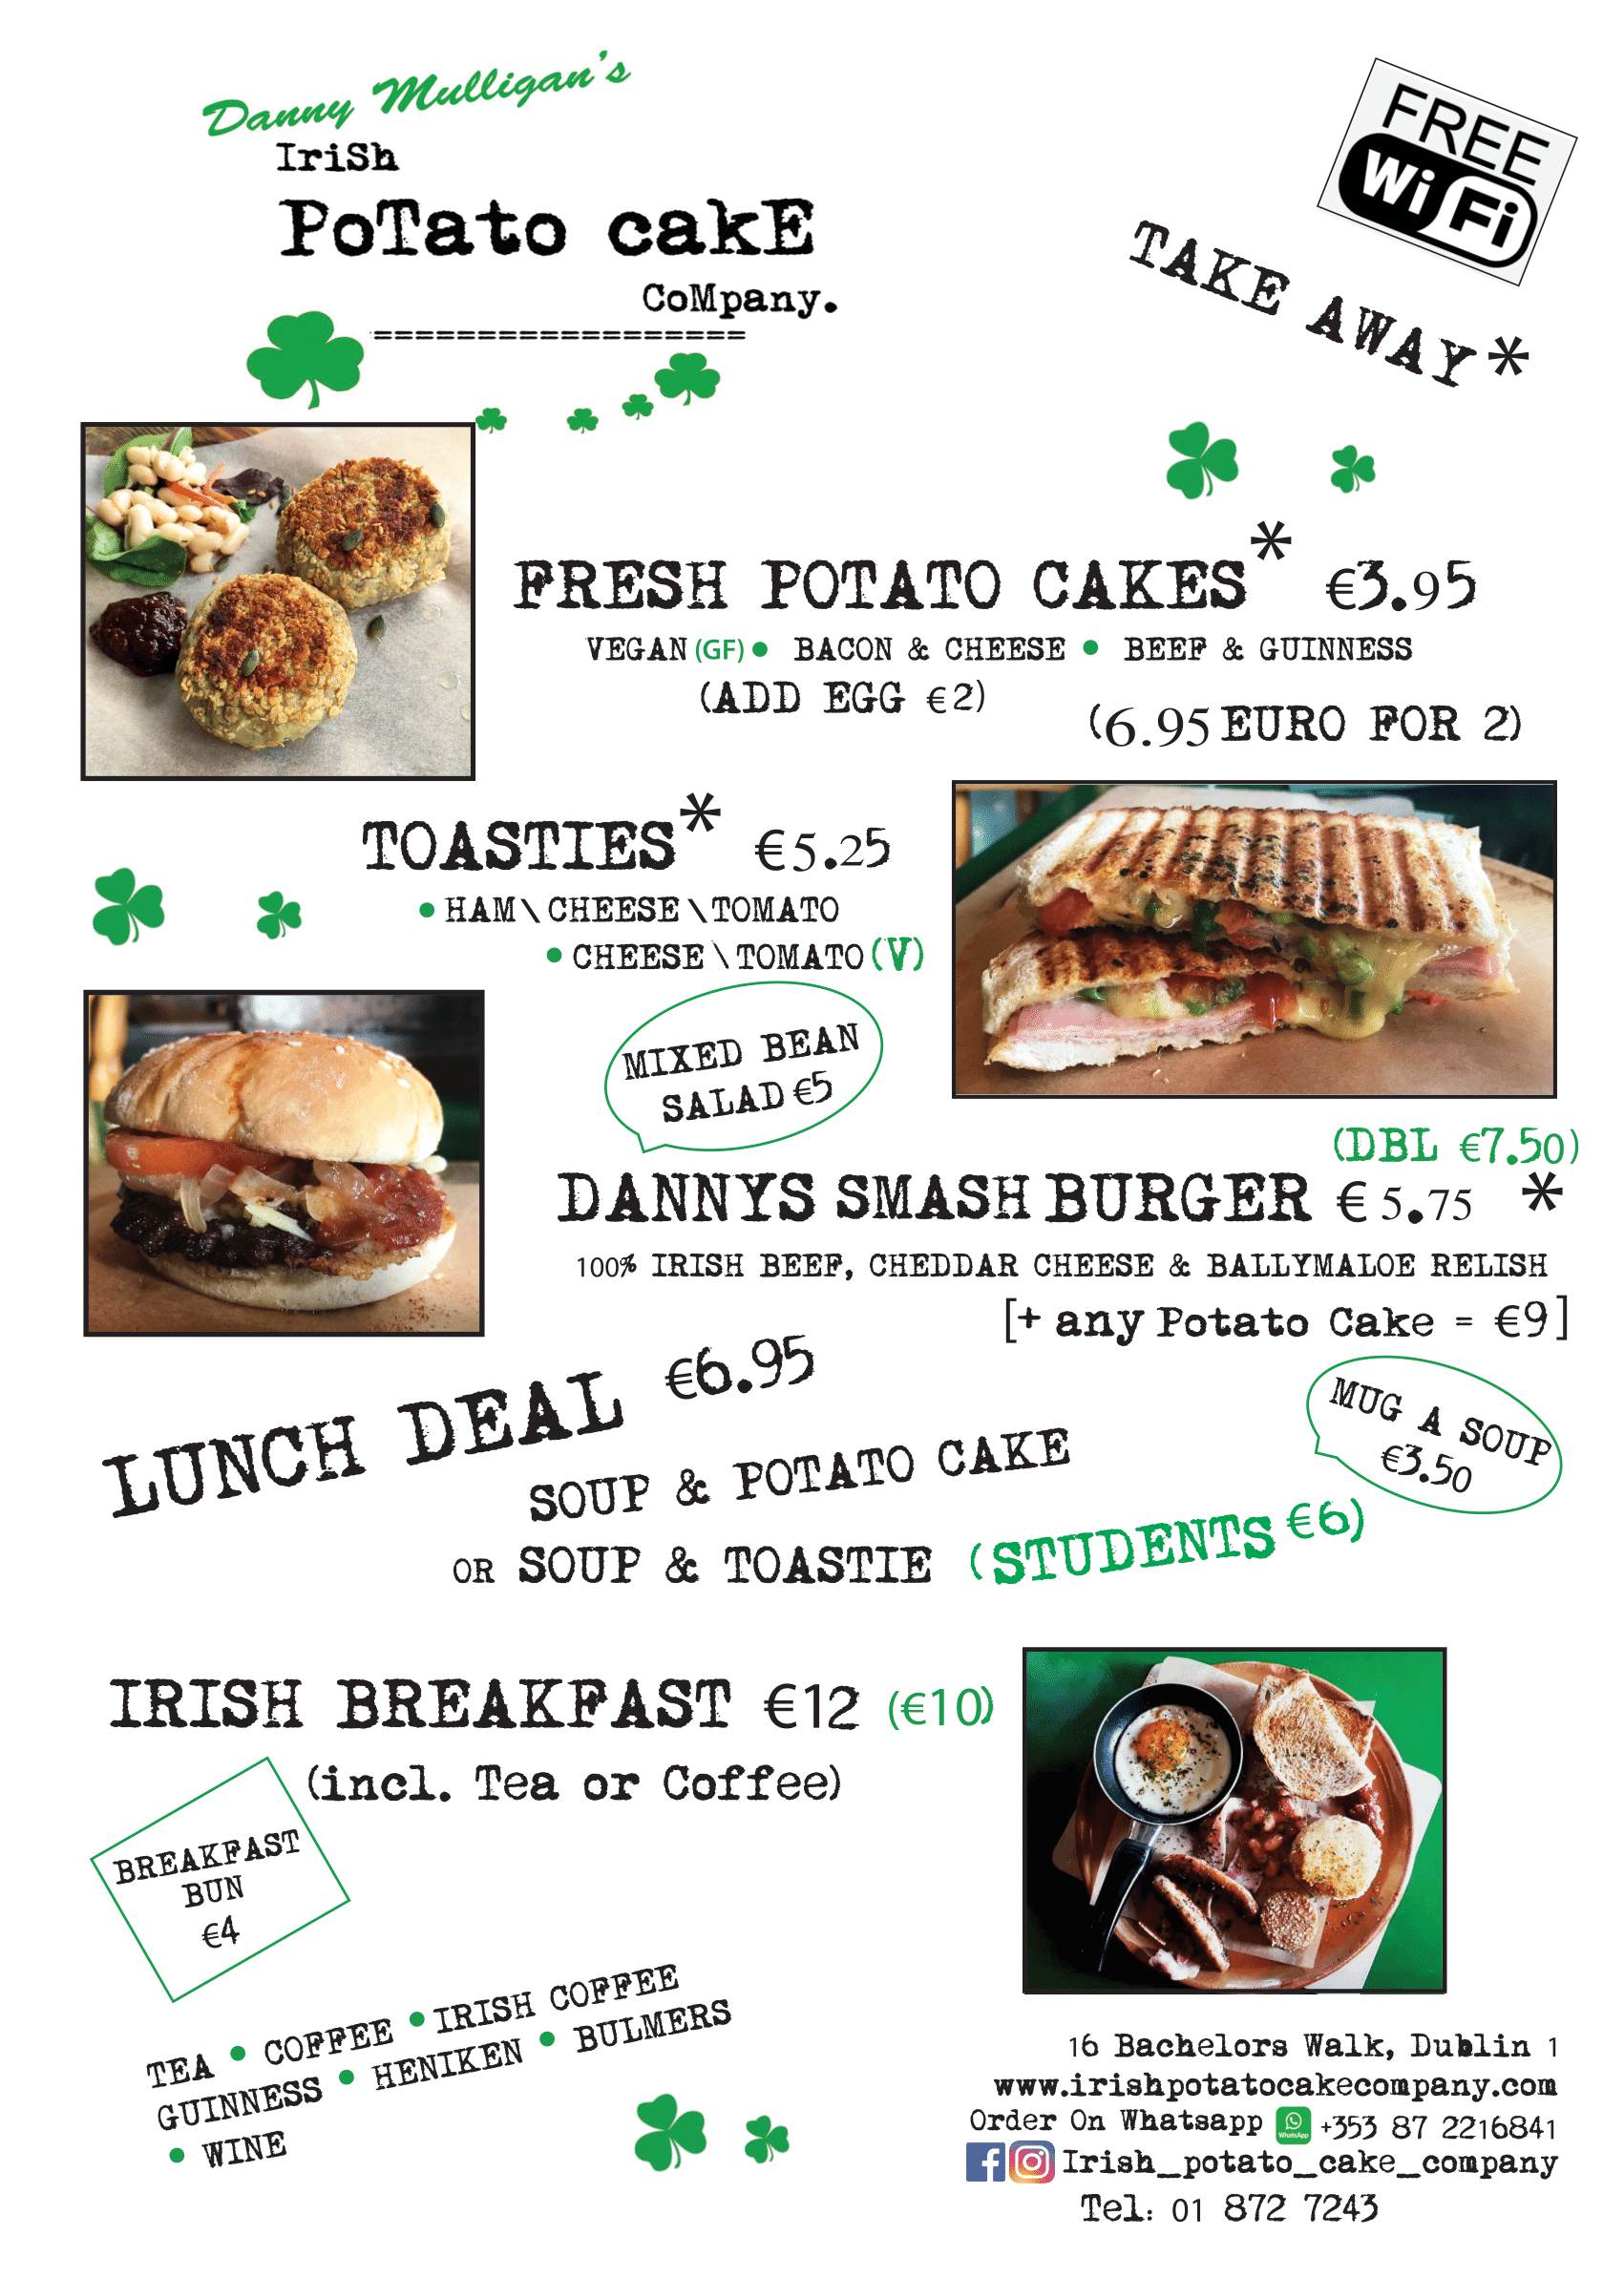 Danny Mulligan's
IriSh
PoTato cakE
CoMpany.
==================
FREE
Wi Fi
TAKE AWAY*
FRESH POTATO CAKES* €3.95
VEGAN (GF) • BACON & CHEESE • BEEF & GUINNESS
(ADD EGG €2)
(6.95 EURO FOR 2)
TOASTIES* €5.25
• HAM\CHEESE\TOMATO
• CHEESE\TOMATO (V)
MIXED BEAN
SALAD €5
(DBL €7.50)
DANNYS SMASH BURGER €5.75 *
100% IRISH BEEF, CHEDDAR CHEESE & BALLYMALOE RELISH
[+ any Potato Cake = €9]
LUNCH DEAL €6.95
SOUP & POTATO CAKE
OR SOUP & TOASTIE (STUDENTS €6)
MUG A SOUP
€3.50
IRISH BREAKFAST €12 (€10)
(incl. Tea or Coffee)
BREAKFAST
BUN
€4
TEA • COFFEE • IRISH COFFEE
GUINNESS • HENIKEN • BULMERS
• WINE
16 Bachelors Walk, Dublin 1
www.irishpotatocakecompany.com
Order On Whatsapp WhatsApp +353 87 2216841
f Irish_potato_cake_company
Tel: 01 872 7243